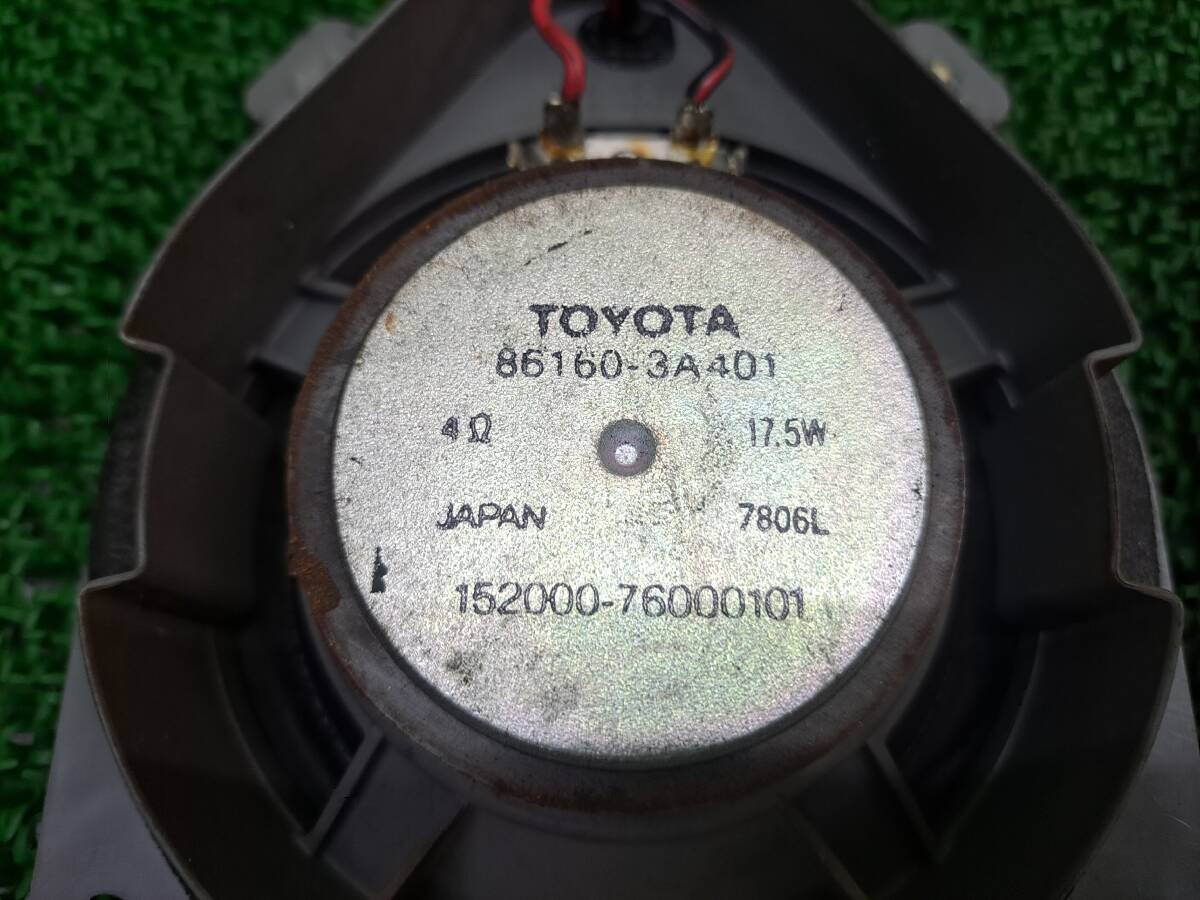 TOYOTA
86160-3A401
4Ω 17.5W
JAPAN 7806L
152000-76000101